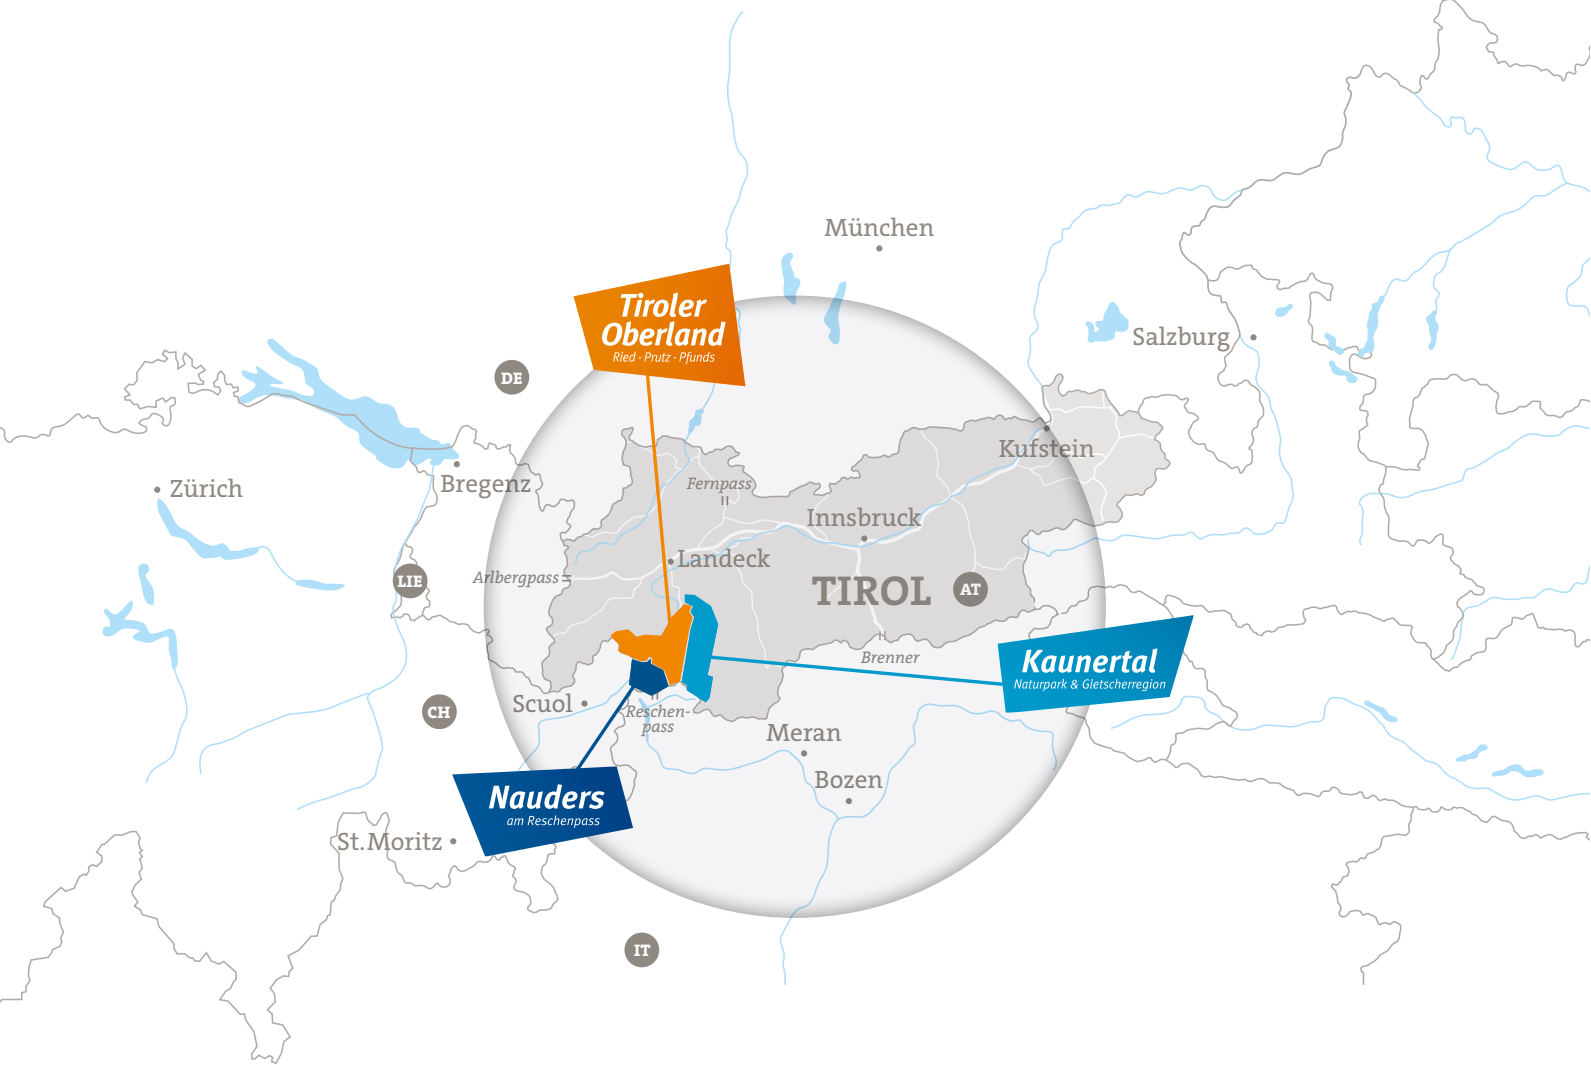 München
Tiroler
Oberland
Ried · Prutz · Pfunds
Salzburg
DE
Kufstein
Zürich
Bregenz
Fernpass
Innsbruck
Landeck
Arlbergpass
LIE
TIROL
AT
Brenner
Kaunertal
Naturpark & Gletscherregion
Scuol
CH
Reschen-
pass
Meran
Bozen
Nauders
am Reschenpass
St.Moritz
IT